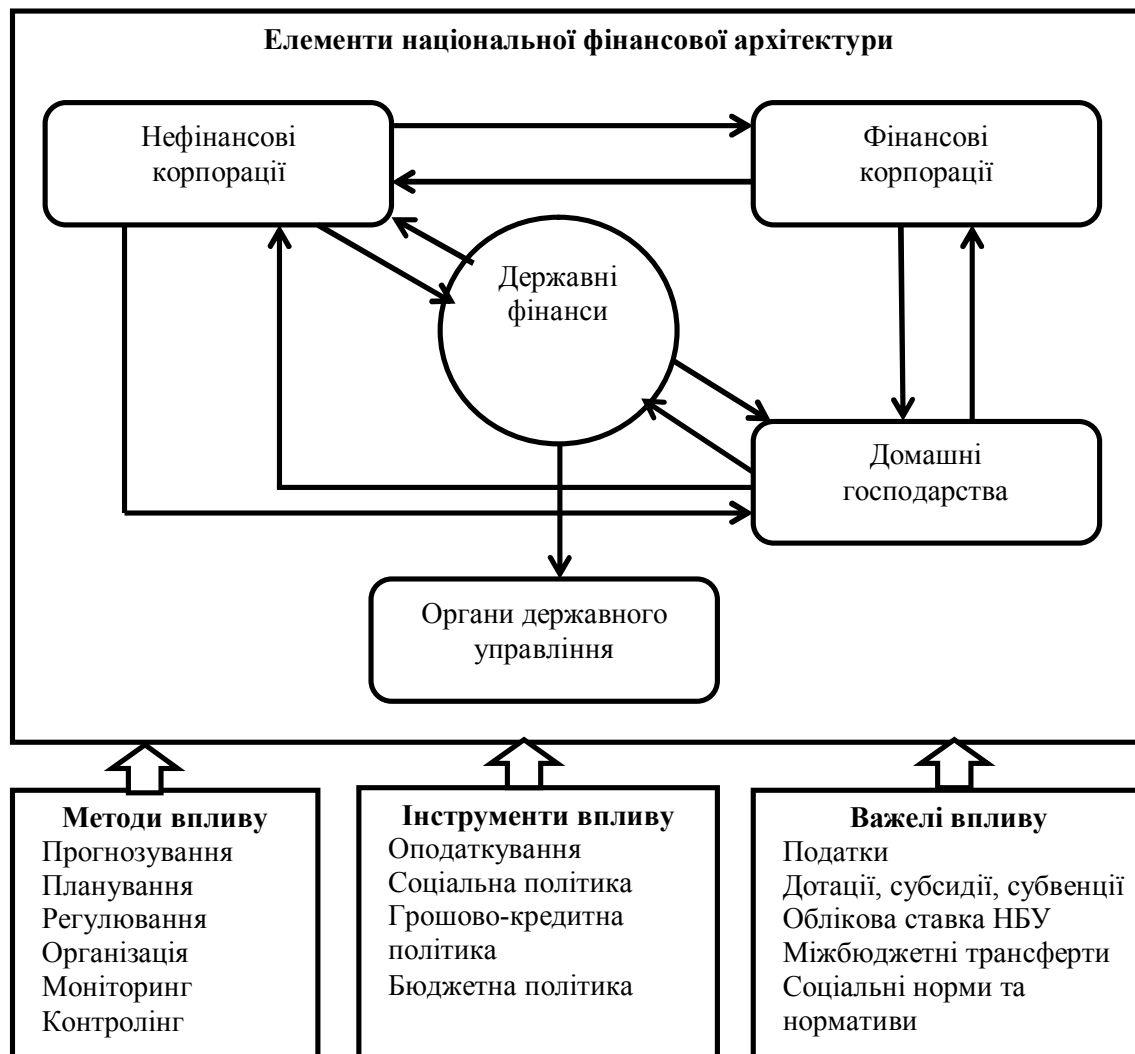 Елементи національної фінансової архітектури
Нефінансові
корпорації
Фінансові
корпорації
Державні
фінанси
Домашні
господарства
Органи державного
управління
Методи впливу
Прогнозування
Планування
Регулювання
Організація
Моніторинг
Контролінг
Інструменти впливу
Оподаткування
Соціальна політика
Грошово-кредитна
політика
Бюджетна політика
Важелі впливу
Податки
Дотації, субсидії, субвенції
Облікова ставка НБУ
Міжбюджетні трансферти
Соціальні норми та
нормативи